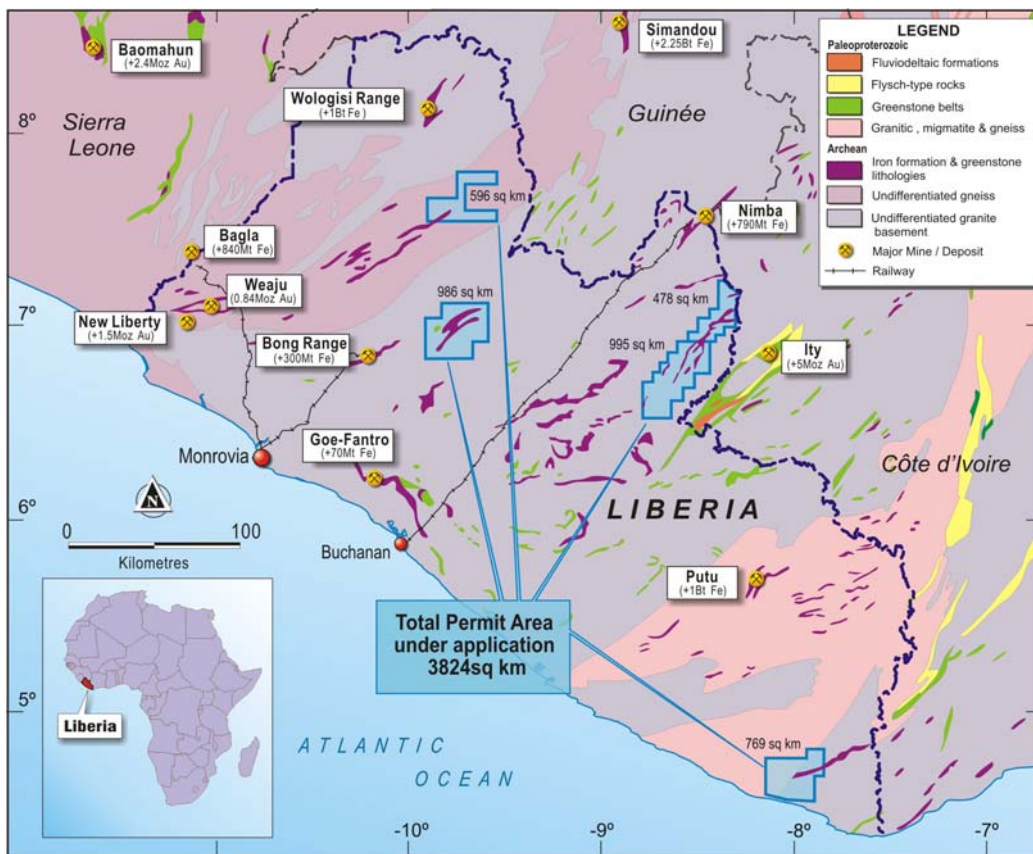 Simandou
(+2.25Bt Fe)
Baomahun
(+2.4Moz Au)
Wologisi Range
(+1Bt Fe )
8º
Sierra
Leone
Guinée
LEGEND
Paleoproterozoic
Fluviodeltaic formations
Flysch-type rocks
Greenstone belts
Granitic , migmatite & gneiss
Archean
Iron formation & greenstone
lithologies
Undifferentiated gneiss
Undifferentiated granite
basement
Major Mine / Deposit
Railway
596 sq km
Nimba
(+790Mt Fe)
Bagla
(+840Mt Fe)
Weaju
(0.84Moz Au)
New Liberty
(+1.5Moz Au)
7º
Bong Range
(+300Mt Fe)
986 sq km
478 sq km
995 sq km
Ity
(+5Moz Au)
Goe-Fantro
(+70Mt Fe)
Monrovia
Côte d'Ivoire
N
6º
0
100
Kilometres
Buchanan
LIBERIA
Putu
(+1Bt Fe)
Total Permit Area
under application
3824sq km
5º
Liberia
769 sq km
ATLANTIC
OCEAN
-10º
-9º
-8º
-7º